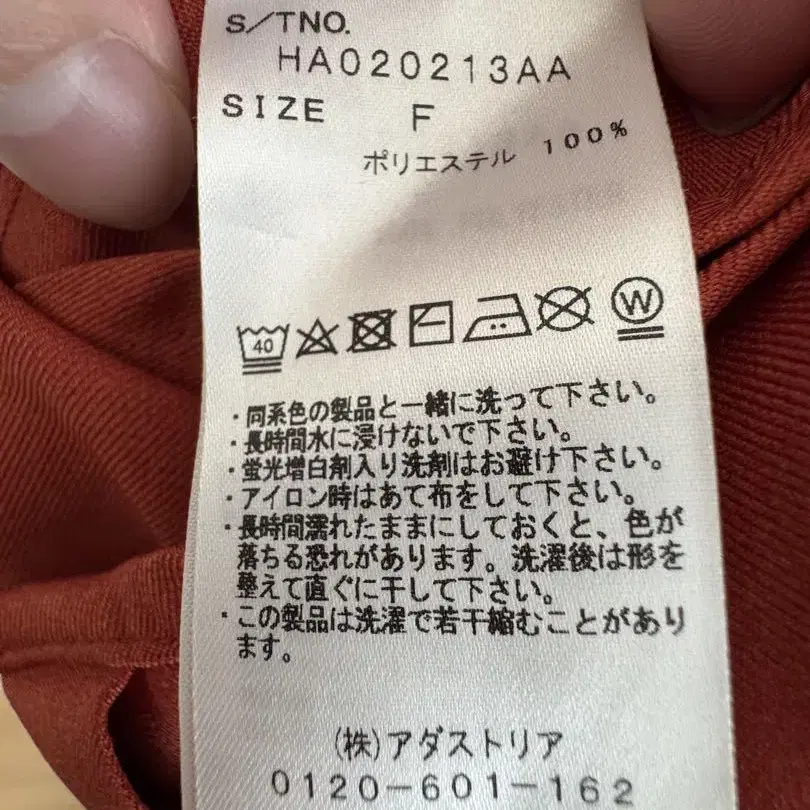 S/TNO.
HA020213AA
SIZE F
ポリエステル 100%
40 W
・同系色の製品と一緒に洗って下さい。
・長時間水に浸けないで下さい。
・蛍光増白剤入り洗剤はお避け下さい。
・アイロン時はあて布をして下さい。
・長時間濡れたままにしておくと、色が
落ちる恐れがあります。洗濯後は形を
整えて直ぐに干して下さい。
・この製品は洗濯で若干縮むことがあり
ます。
(株)アダストリア
0120-601-162